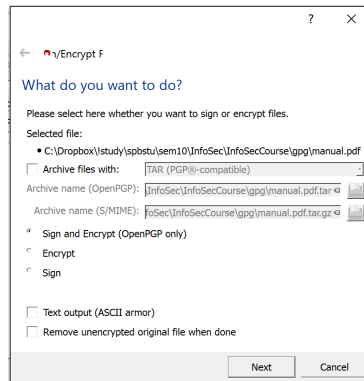 ?
n/Encrypt F
What do you want to do?
Please select here whether you want to sign or encrypt files.
Selected file:
• C:\Dropbox\!study\spbstu\sem10\InfoSec\InfoSecCourse\gpg\manual.pdf
Archive files with: TAR (PGP®-compatible)
Archive name (OpenPGP): \InfoSec\InfoSecCourse\gpg\manual.pdf.tar
Archive name (S/MIME): foSec\InfoSecCourse\gpg\manual.pdf.tar.gz
Sign and Encrypt (OpenPGP only)
Encrypt
Sign
Text output (ASCII armor)
Remove unencrypted original file when done
Next Cancel